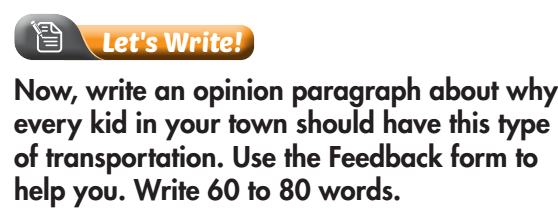 Let's Write!
Now, write an opinion paragraph about why
every kid in your town should have this type
of transportation. Use the Feedback form to
help you. Write 60 to 80 words.